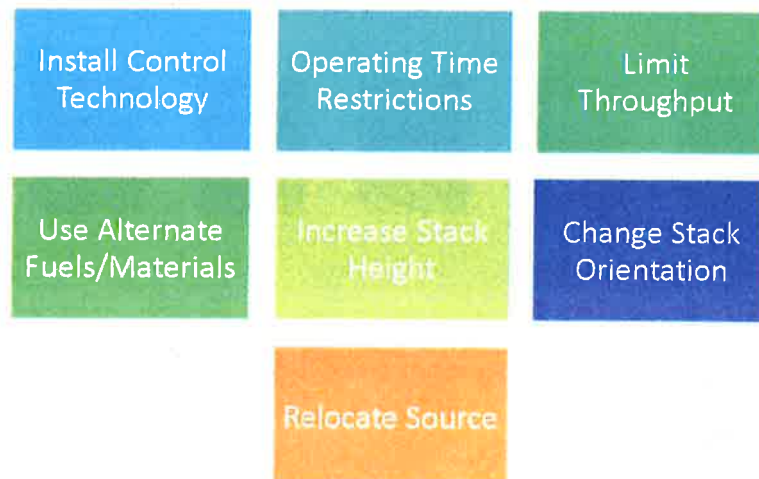 Install Control
Technology
Operating Time
Restrictions
Limit
Throughput
Use Alternate
Fuels/Materials
Increase Stack
Height
Change Stack
Orientation
Relocate Source